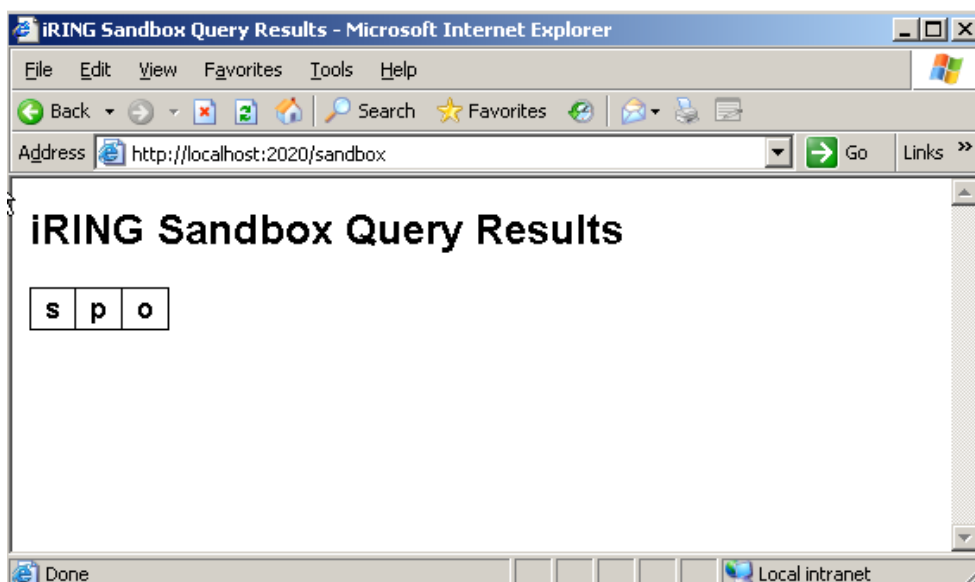 iRING Sandbox Query Results - Microsoft Internet Explorer
File Edit View Favorites Tools Help
Back Search Favorites
Address http://localhost:2020/sandbox Go Links »
iRING Sandbox Query Results
s p o
Done Local intranet